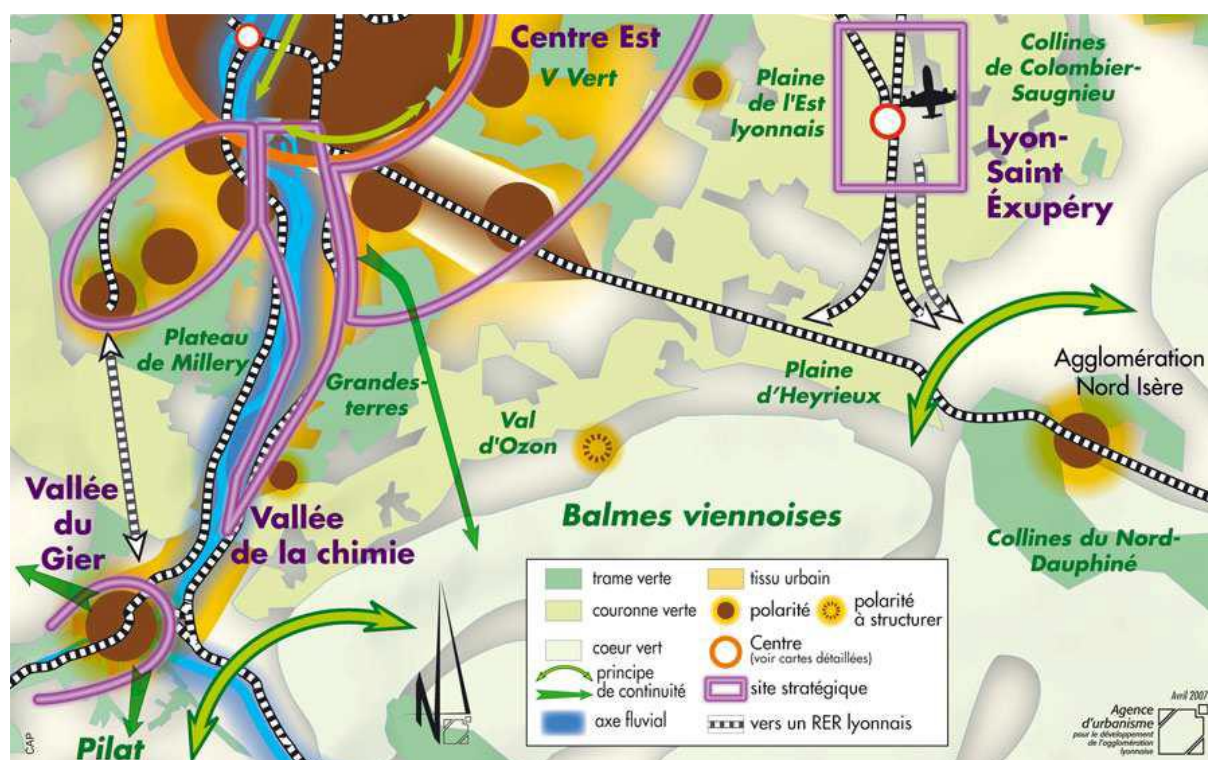 Centre Est
V Vert
Plaine
de l'Est
lyonnais
Collines
de Colombier-
Saugnieu
Lyon-
Saint
Éxupéry
Plateau
de Millery
Grandes-
terres
Val
d'Ozon
Plaine
d'Heyrieux
Agglomération
Nord Isère
Vallée
du
Gier
Vallée
de la chimie
Balmes viennoises
Collines du Nord-
Dauphiné
Pilat
N
trame verte
couronne verte
coeur vert
principe
de continuité
axe fluvial
tissu urbain
polarité
polarité
à structurer
Centre
(voir cartes détaillées)
site stratégique
vers un RER lyonnais
Avril 2007
Agence
d'urbanisme
pour le développement
de l'agglomération
lyonnaise
CAP